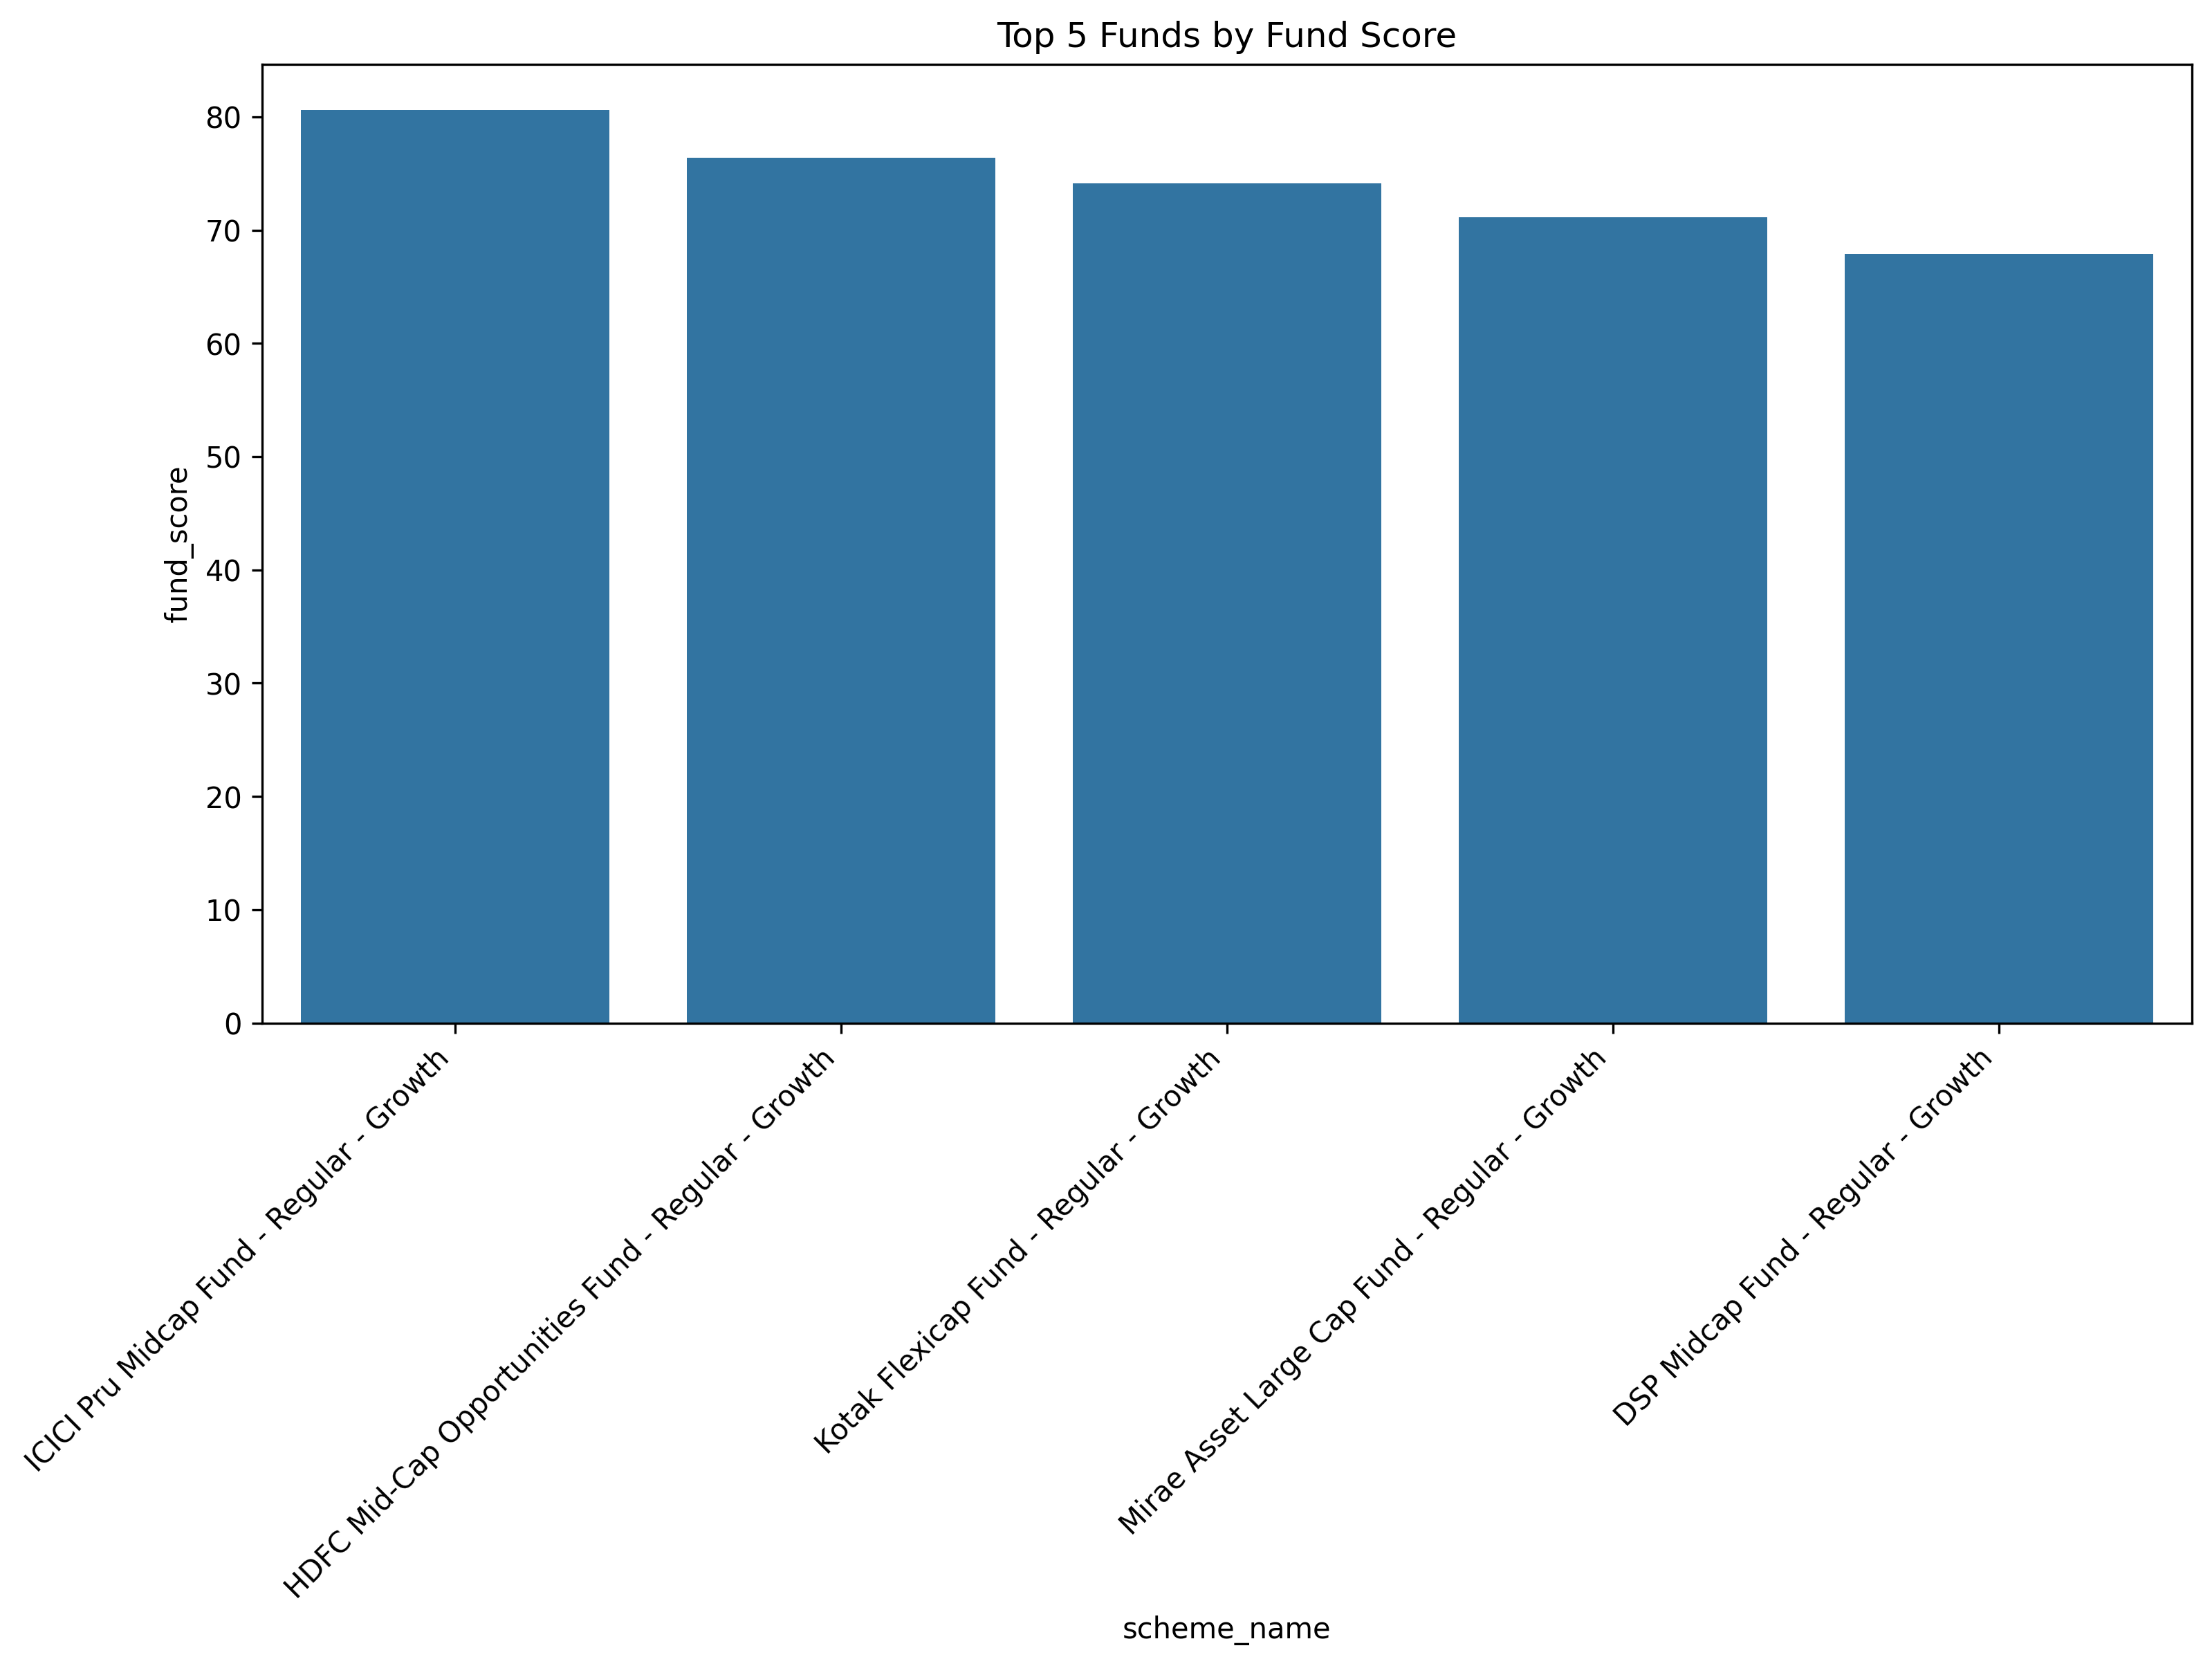 Top 5 Funds by Fund Score
fund_score
80
70
60
50
40
30
20
10
0
ICICI Pru Midcap Fund - Regular - Growth
HDFC Mid-Cap Opportunities Fund - Regular - Growth
Kotak Flexicap Fund - Regular - Growth
Mirae Asset Large Cap Fund - Regular - Growth
DSP Midcap Fund - Regular - Growth
scheme_name